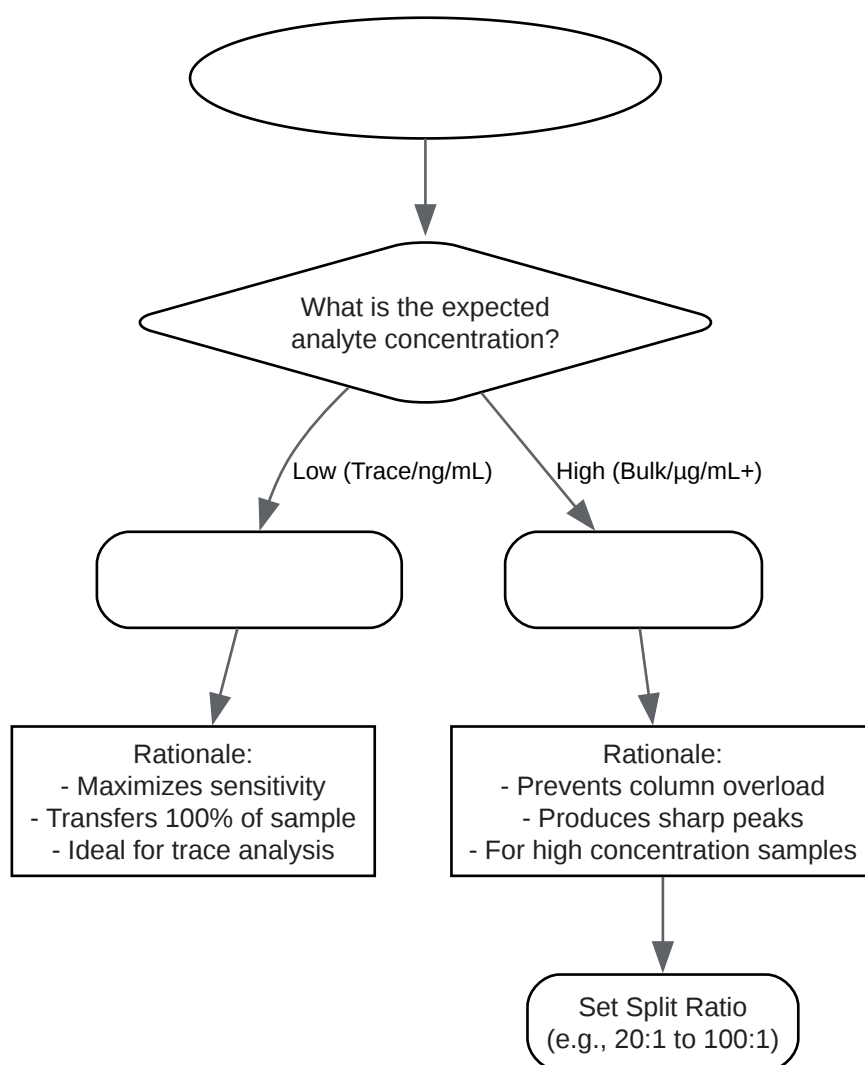 What is the expected
analyte concentration?
Low (Trace/ng/mL)
High (Bulk/µg/mL+)
Rationale:
- Maximizes sensitivity
- Transfers 100% of sample
- Ideal for trace analysis
Rationale:
- Prevents column overload
- Produces sharp peaks
- For high concentration samples
Set Split Ratio
(e.g., 20:1 to 100:1)